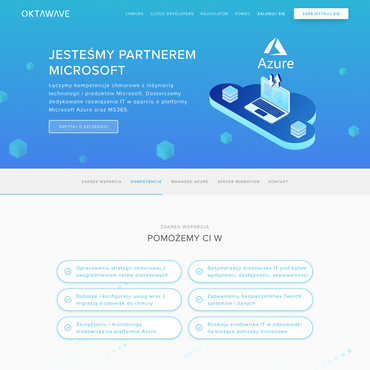 OKTAWAVE
CHMURA CLOUD DEVELOPERS KALKULATOR POMOC ZALOGUJ SIĘ ZAREJESTRUJ SIĘ
JESTEŚMY PARTNEREM
MICROSOFT
Łączymy kompetencje chmurowe z inżynierią
technologii i produktów Microsoft. Dostarczamy
dedykowane rozwiązania IT w oparciu o platformy
Microsoft Azure oraz MS365.
ZAPYTAJ O SZCZEGÓŁY
Azure
ZAKRES WSPARCIA KOMPETENCJE MANAGED AZURE SERVER MIGRATION KONTAKT
ZAKRES WSPARCIA
POMOŻEMY CI W
Opracowaniu strategii chmurowej z
uwzględnieniem celów biznesowych
Optymalizacji środowiska IT pod kątem
wydajności, dostępności, skalowalności
Doborze i konfiguracji usług wraz z
migracją środowisk do chmury
Zapewnieniu bezpieczeństwa Twoich
systemów i danych
Zarządzaniu i monitoringu
środowiska na platformie Azure
Rozwoju środowiska IT w odpowiedzi
na bieżące potrzeby biznesowe